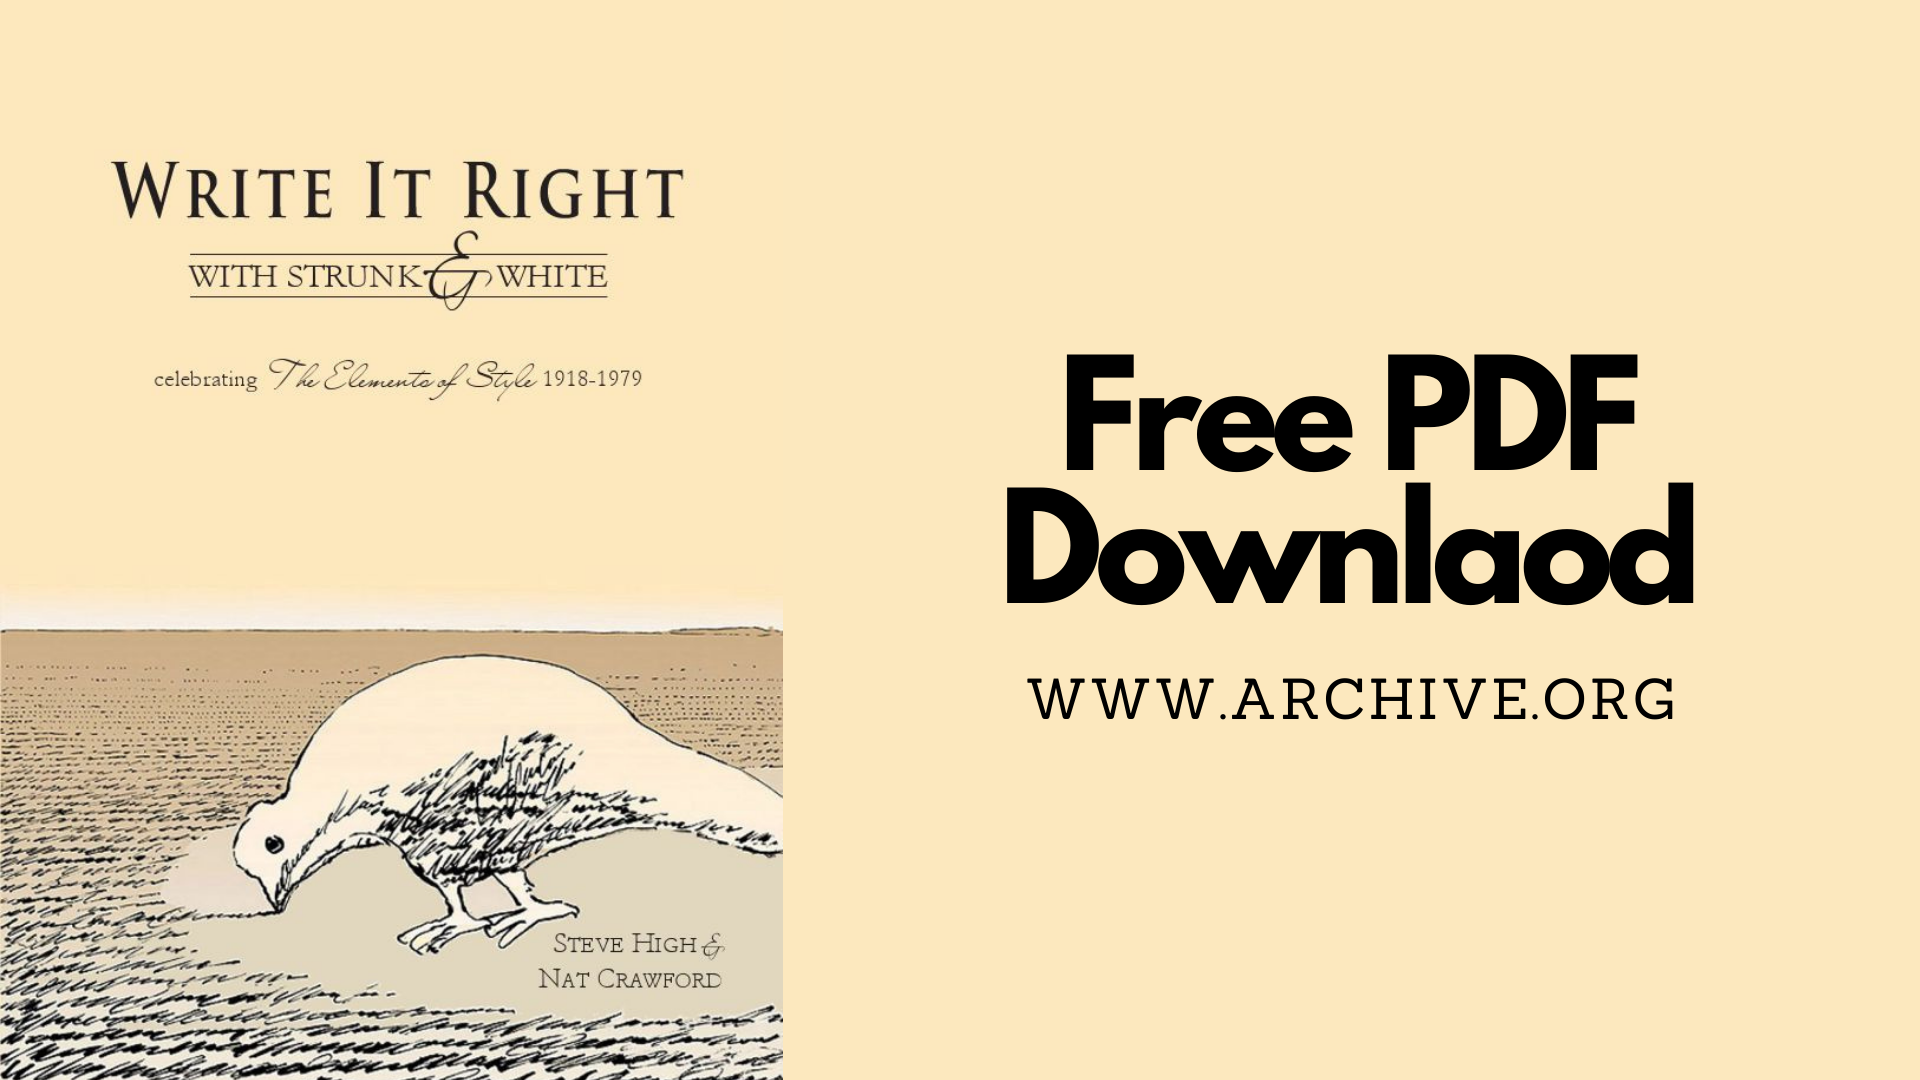 WRITE IT RIGHT
WITH STRUNK & WHITE
celebrating The Elements of Style 1918-1979
STEVE HIGH &
NAT CRAWFORD
Free PDF
Downlaod
WWW.ARCHIVE.ORG